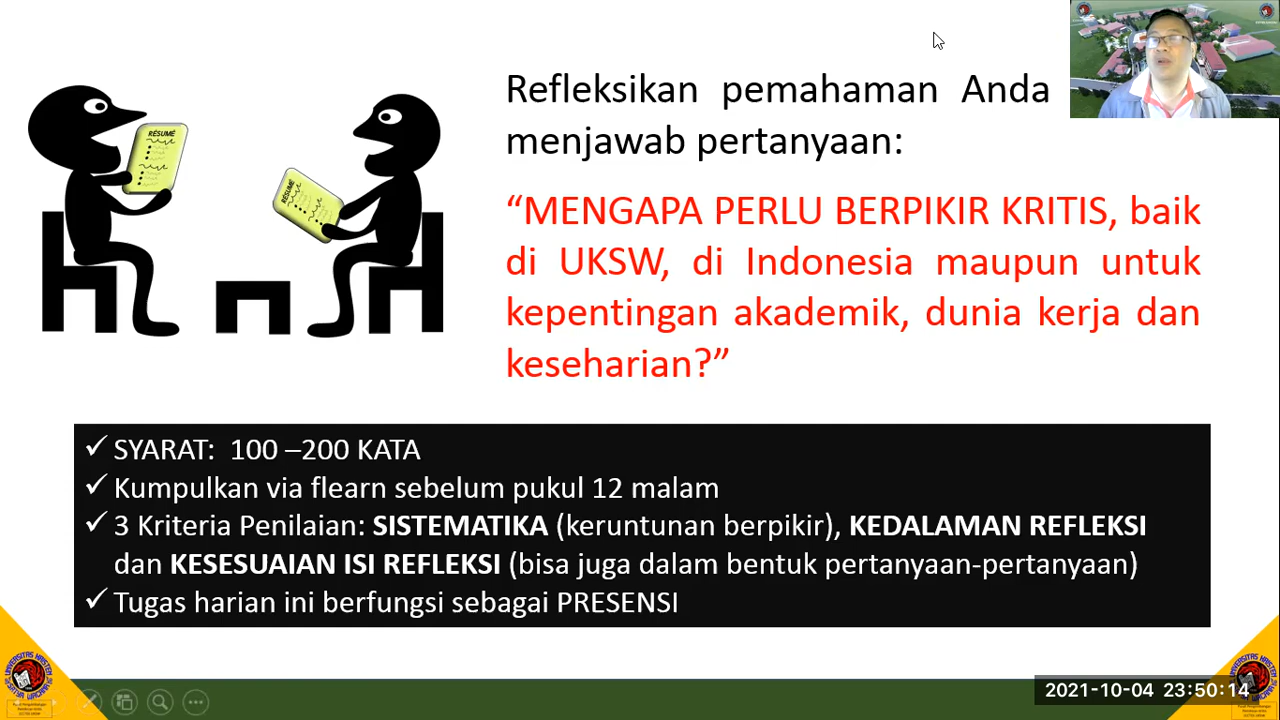 Refleksikan pemahaman Anda
menjawab pertanyaan:
“MENGAPA PERLU BERPIKIR KRITIS, baik
di UKSW, di Indonesia maupun untuk
kepentingan akademik, dunia kerja dan
keseharian?”
RÉSUMÉ
RÉSUMÉ
✓ SYARAT: 100 –200 KATA
✓ Kumpulkan via flearn sebelum pukul 12 malam
✓ 3 Kriteria Penilaian: SISTEMATIKA (keruntunan berpikir), KEDALAMAN REFLEKSI
dan KESESUAIAN ISI REFLEKSI (bisa juga dalam bentuk pertanyaan-pertanyaan)
✓ Tugas harian ini berfungsi sebagai PRESENSI
2021-10-04 23:50:14